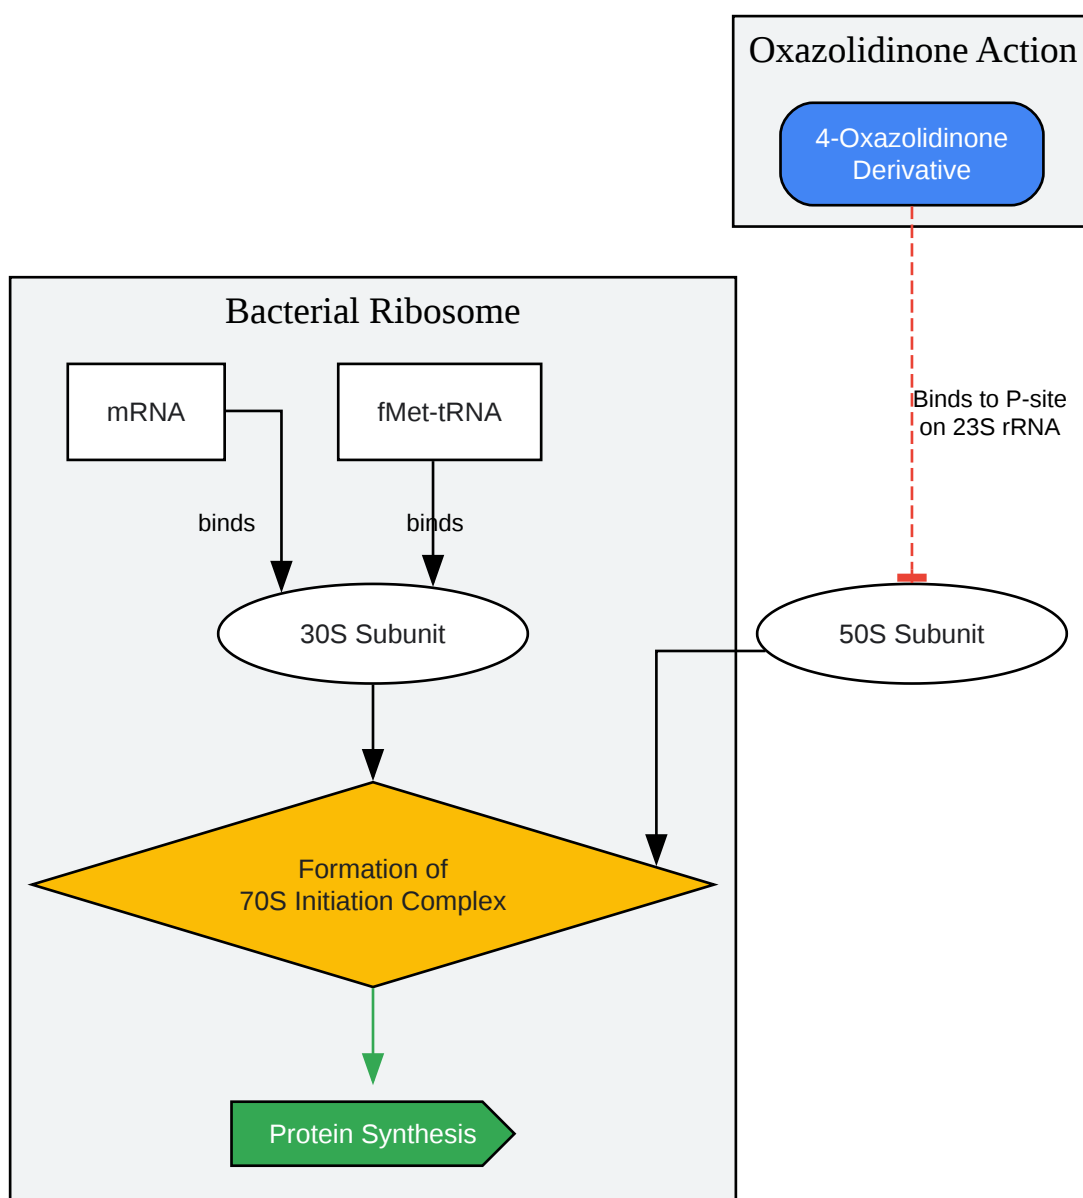 Oxazolidinone Action
4-Oxazolidinone
Derivative
Bacterial Ribosome
mRNA
fMet-tRNA
Binds to P-site
on 23S rRNA
binds
binds
30S Subunit
50S Subunit
Formation of
70S Initiation Complex
Protein Synthesis